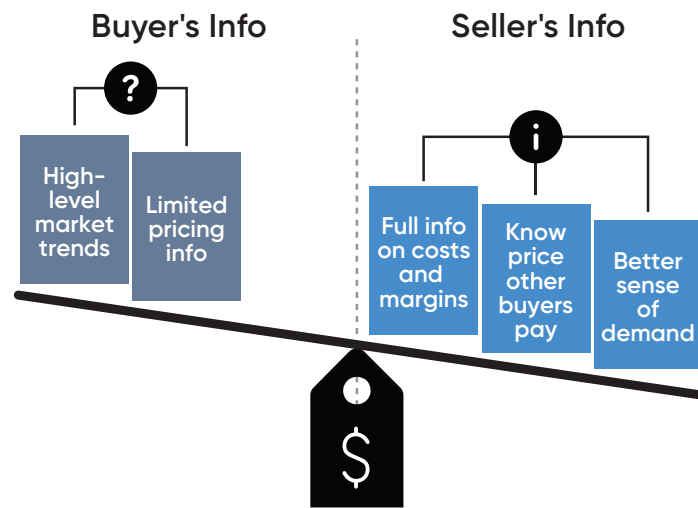 Buyer's Info
Seller's Info
?
i
High-
level
market
trends
Limited
pricing
info
Full info
on costs
and
margins
Know
price
other
buyers
pay
Better
sense
of
demand
$